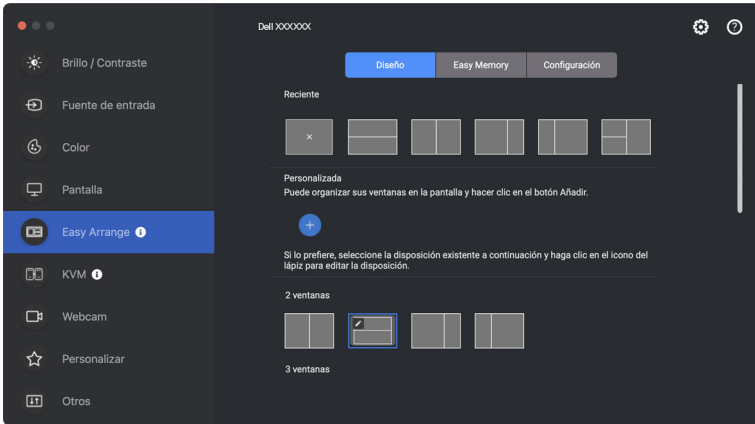 Dell XXXXXX
Brillo / Contraste
Fuente de entrada
Color
Pantalla
Easy Arrange
KVM
Webcam
Personalizar
Otros
Diseño
Easy Memory
Configuración
Reciente
Personalizada
Puede organizar sus ventanas en la pantalla y hacer clic en el botón Añadir.
Si lo prefiere, seleccione la disposición existente a continuación y haga clic en el icono del
lápiz para editar la disposición.
2 ventanas
3 ventanas